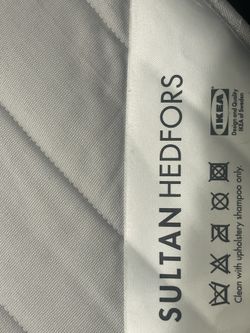 SULTAN HEDFORS
IKEA
Design and Quality
IKEA of Sweden
Clean with upholstery shampoo only.